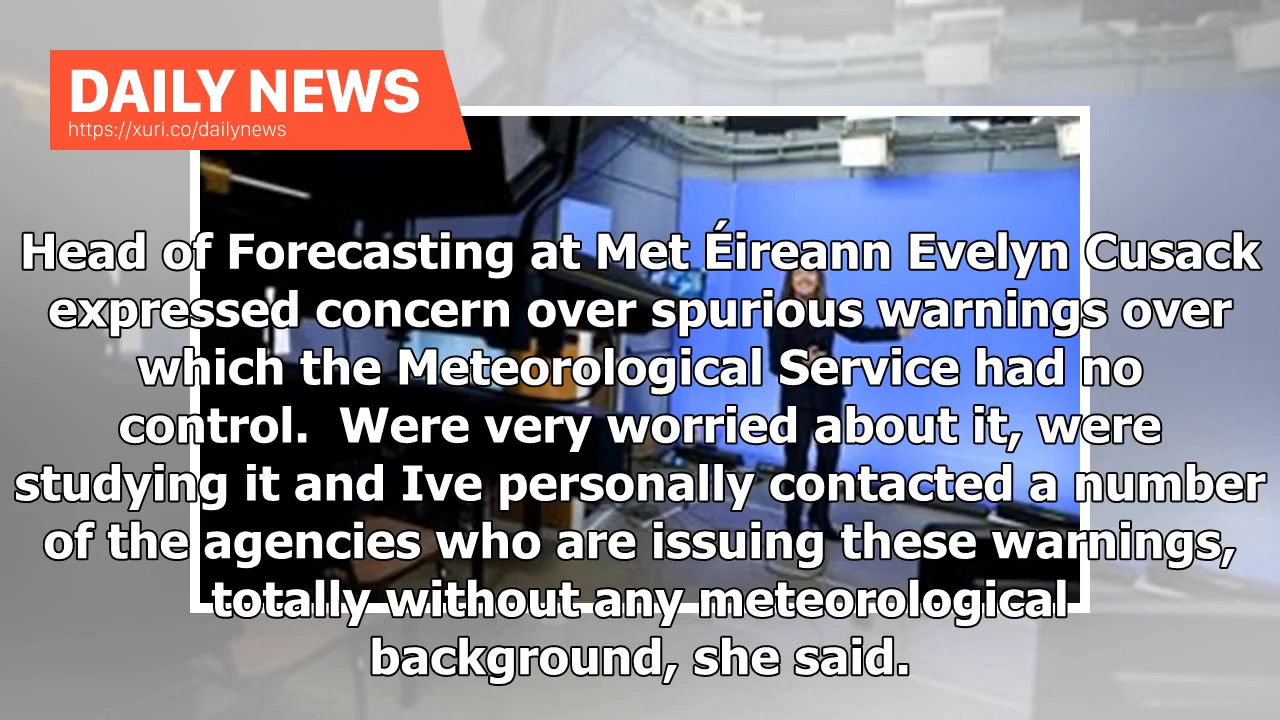 DAILY NEWS
https://xuri.co/dailynews
Head of Forecasting at Met Éireann Evelyn Cusack
expressed concern over spurious warnings over
which the Meteorological Service had no
control.  Were very worried about it, were
studying it and Ive personally contacted a number
of the agencies who are issuing these warnings,
totally without any meteorological
background, she said.